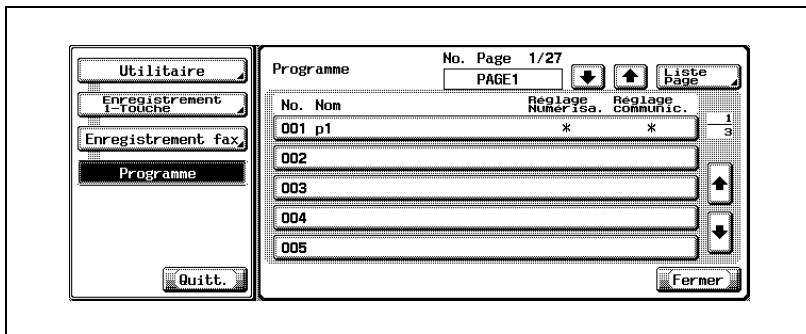 Utilitaire
Enregistrement
1-Touche
Enregistrement fax
Programme
Quitt.
Programme
No. Page 1/27
PAGE1
Liste
Page
No. Nom
Réglage
Numérisa.
Réglage
communic.
001 p1 * *
1
3
002
003
004
005
Fermer